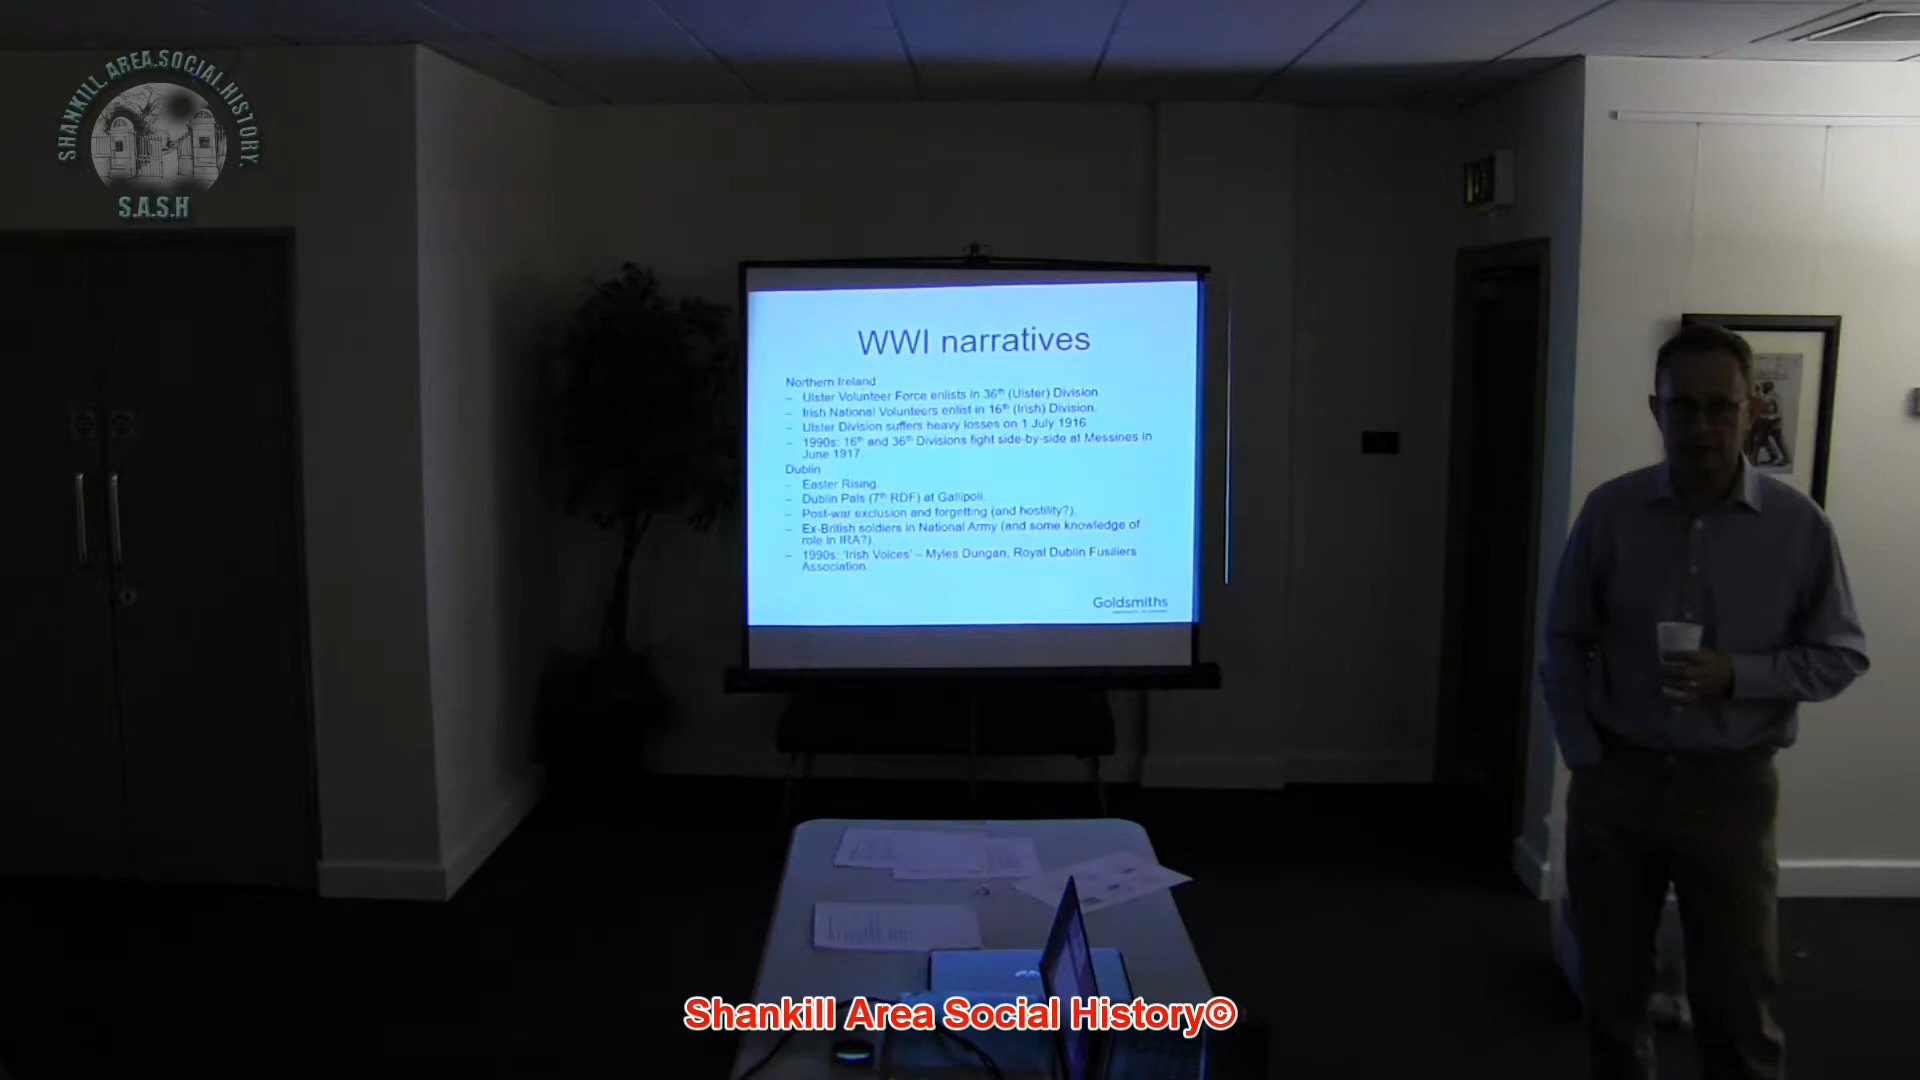 SHANKILL.AREA.SOCIAL.HISTORY.
S.A.S.H
WWI narratives
Northern Ireland
– Ulster Volunteer Force enlists in 36th (Ulster) Division.
– Irish National Volunteers enlist in 16th (Irish) Division.
– Ulster Division suffers heavy losses on 1 July 1916.
– 1990s: 16th and 36th Divisions fight side-by-side at Messines in
June 1917.
Dublin
– Easter Rising.
– Dublin Pals (7th RDF) at Gallipoli.
– Post-war exclusion and forgetting (and hostility?).
– Ex-British soldiers in National Army (and some knowledge of
role in IRA?).
– 1990s: 'Irish Voices' – Myles Dungan, Royal Dublin Fusiliers
Association.
Goldsmiths
Shankill Area Social History©